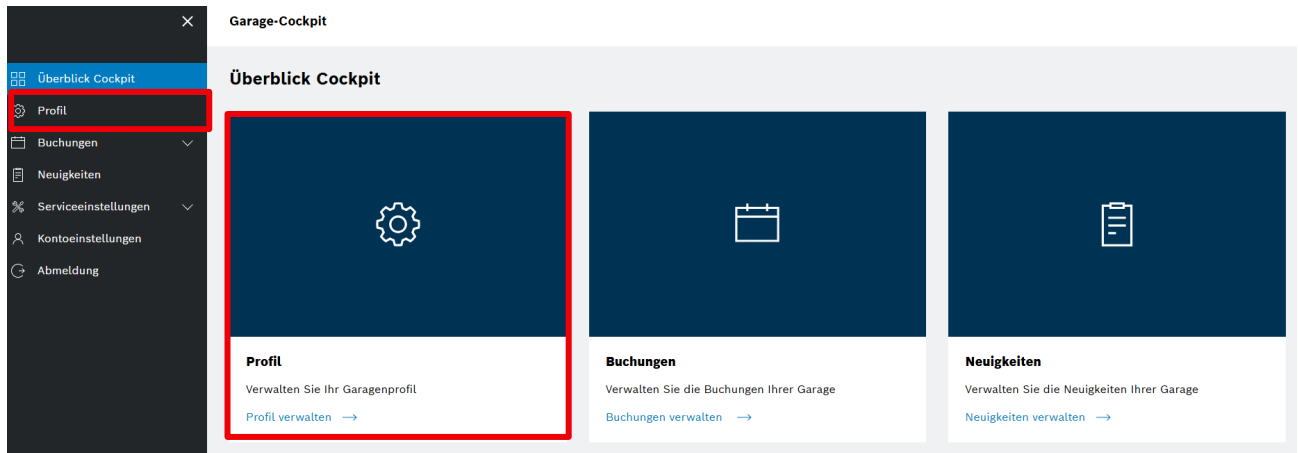 Garage-Cockpit
Überblick Cockpit
Profil
Buchungen
Neuigkeiten
Serviceeinstellungen
Kontoeinstellungen
Abmeldung
Überblick Cockpit
Profil
Verwalten Sie Ihr Garagenprofil
Profil verwalten →
Buchungen
Verwalten Sie die Buchungen Ihrer Garage
Buchungen verwalten →
Neuigkeiten
Verwalten Sie die Neuigkeiten Ihrer Garage
Neuigkeiten verwalten →